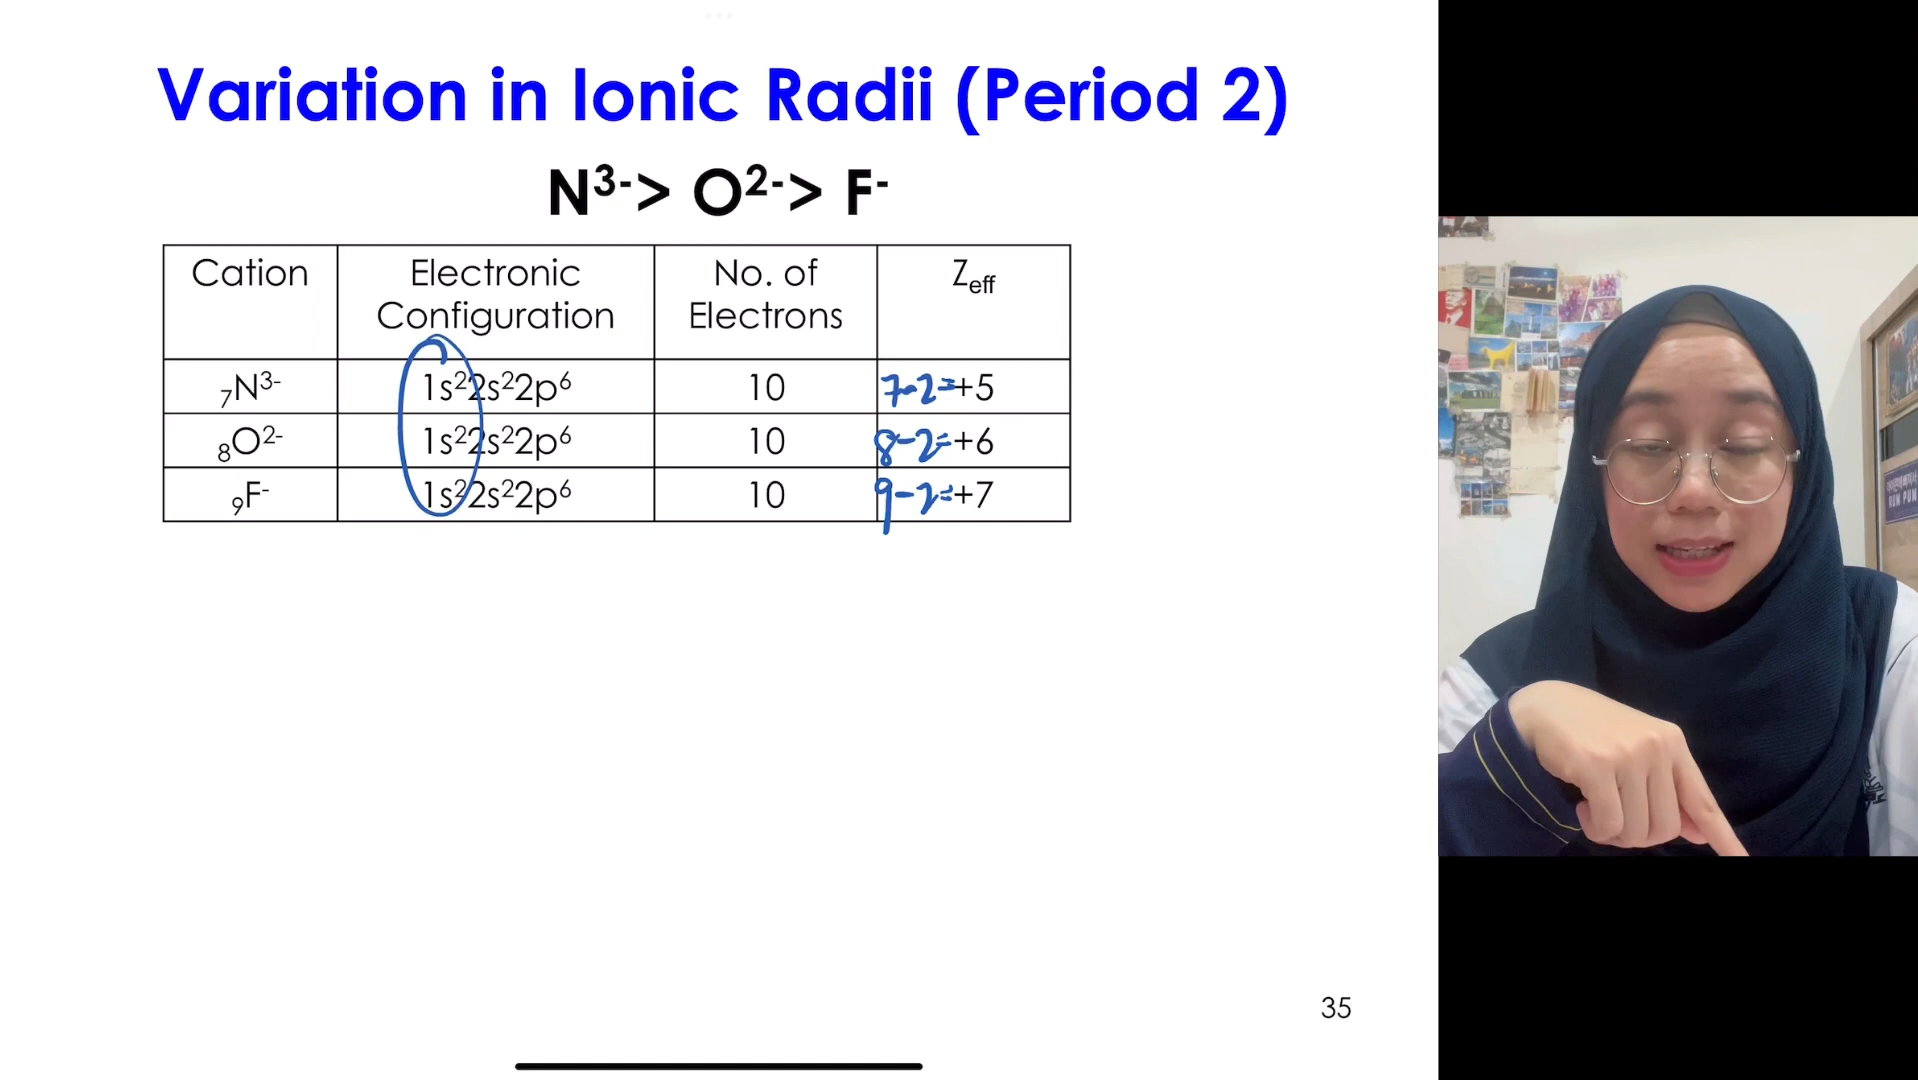 Variation in Ionic Radii (Period 2)
N³⁻> O²⁻> F⁻
Cation Electronic Configuration No. of Electrons Zeff
₇N³⁻ 1s²2s²2p⁶ 10 7-2=+5
₈O²⁻ 1s²2s²2p⁶ 10 8-2=+6
₉F⁻ 1s²2s²2p⁶ 10 9-2=+7
35